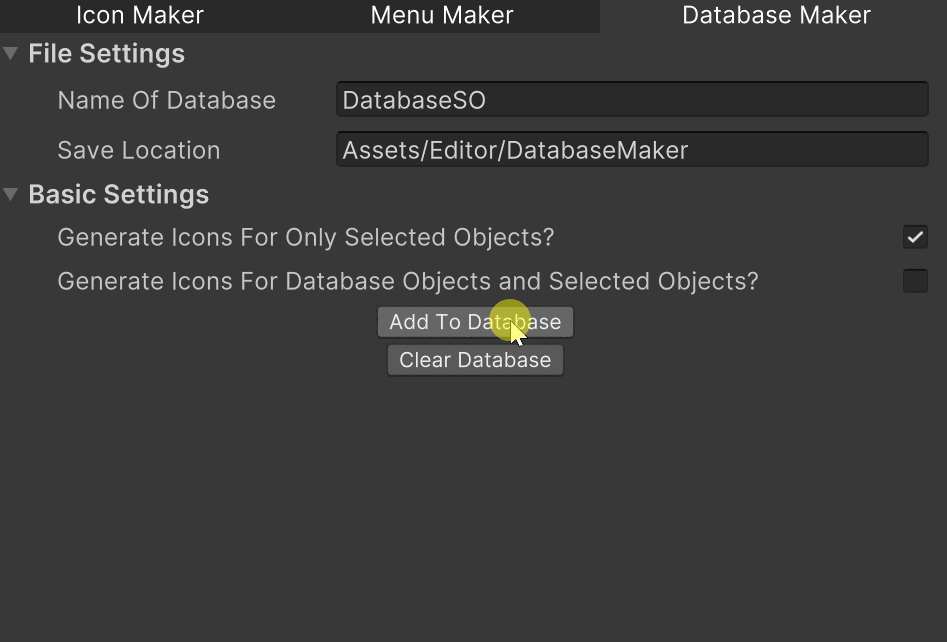 Icon Maker Menu Maker Database Maker
File Settings
Name Of Database DatabaseSO
Save Location Assets/Editor/DatabaseMaker
Basic Settings
Generate Icons For Only Selected Objects?
Generate Icons For Database Objects and Selected Objects?
Add To Database
Clear Database